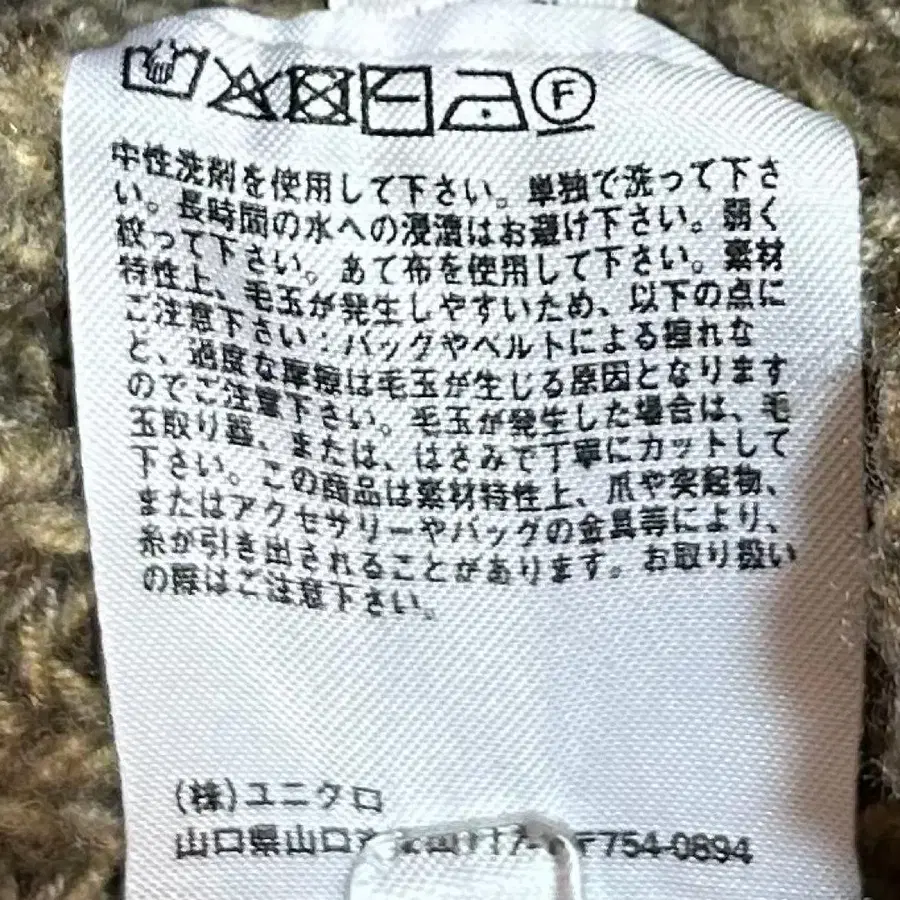 F
中性洗剤を使用して下さい。単独で洗って下さ
い。長時間の水への浸漬はお避け下さい。弱く
絞って下さい。あて布を使用して下さい。素材
特性上、毛玉が発生しやすいため、以下の点に
ご注意下さい:バッグやベルトによる擦れな
ど、過度な摩擦は毛玉が生じる原因となります
のでご注意下さい。毛玉が発生した場合は、毛
玉取り器、または、はさみで丁寧にカットして
下さい。この商品は素材特性上、爪や突起物、
またはアクセサリーやバッグの金具等により、
糸が引き出されることがあります。お取り扱い
の際はご注意下さい。
(株)ユニクロ
山口県山口 〒754-0894